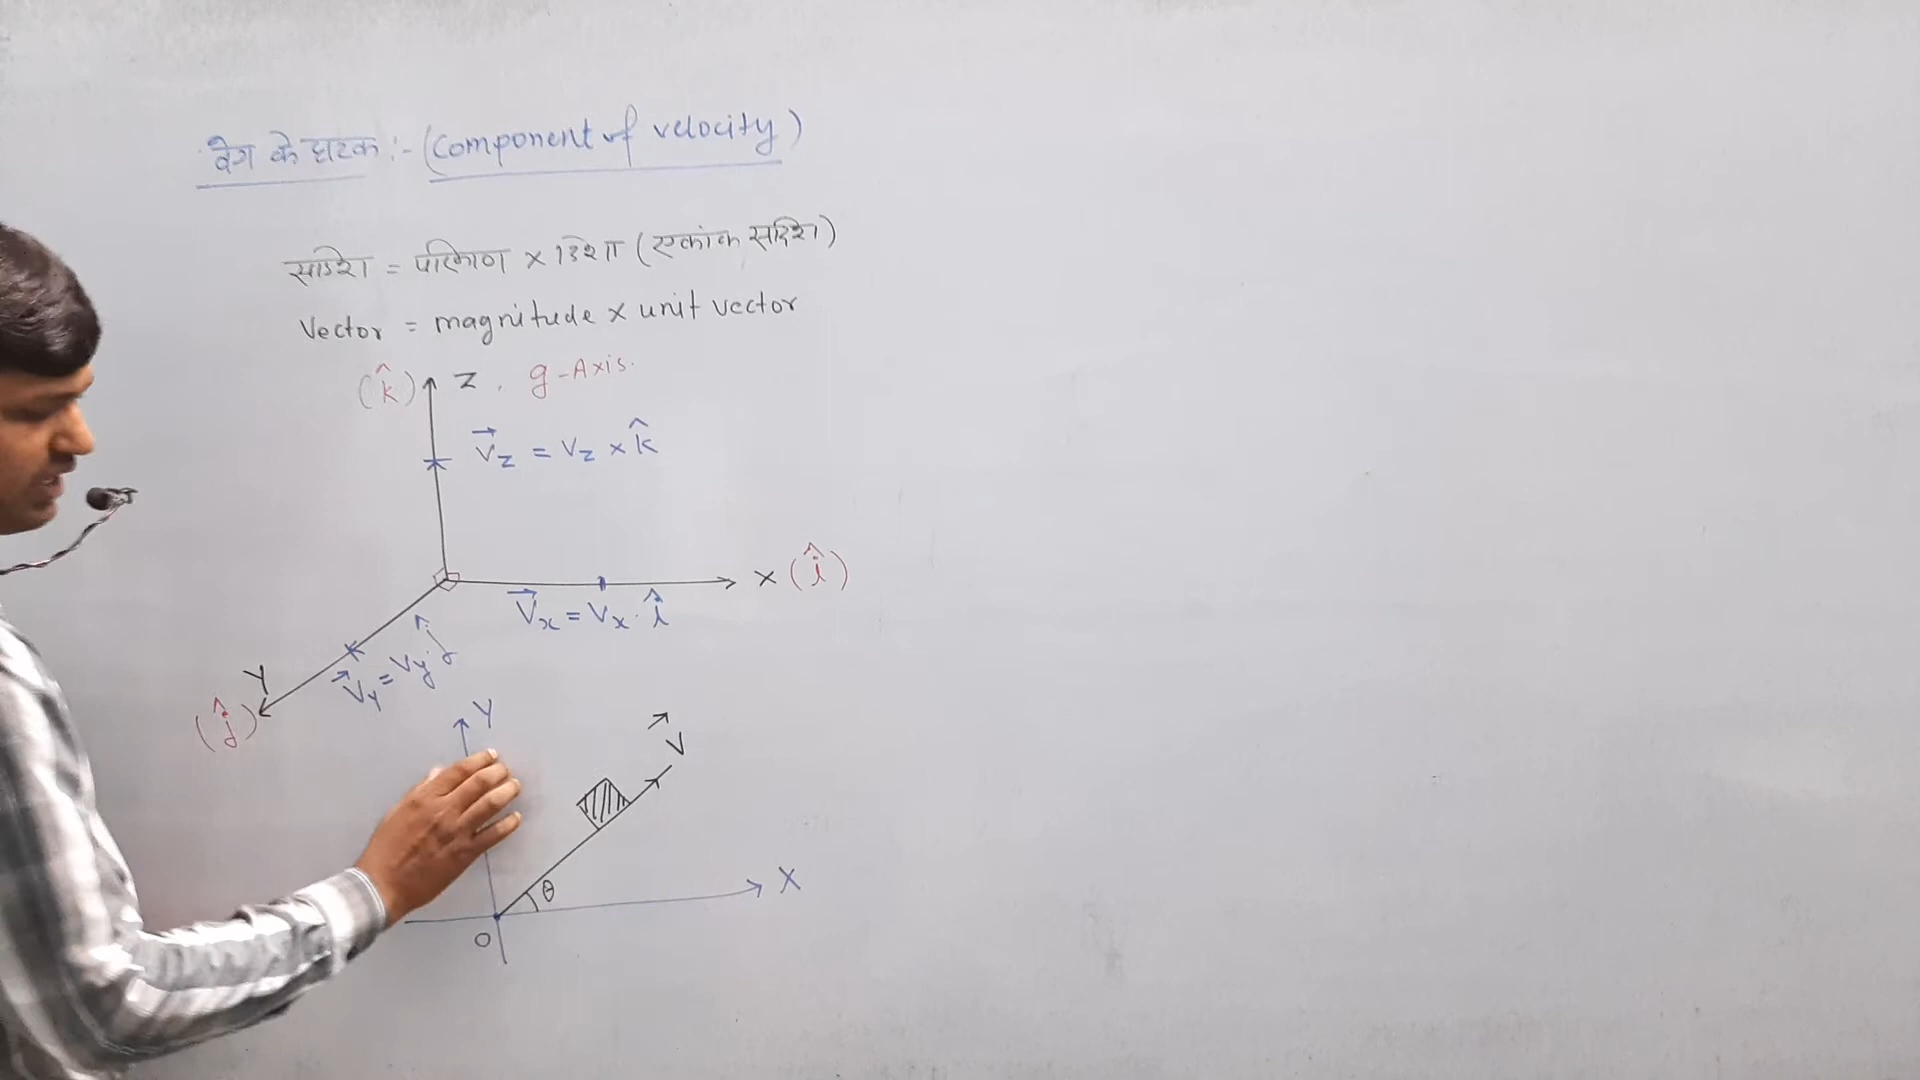 वेग के घटक :- (Component of velocity)
सदिश = परिमाण × दिशा (एकांक सदिश)
Vector = magnitude × unit vector
(k̂) Z , g-Axis.
V⃗z = Vz × k̂
X (î)
V⃗x = Vx . î
V⃗y = Vy . ĵ
Y
(ĵ)
Y
V⃗
θ
X
O